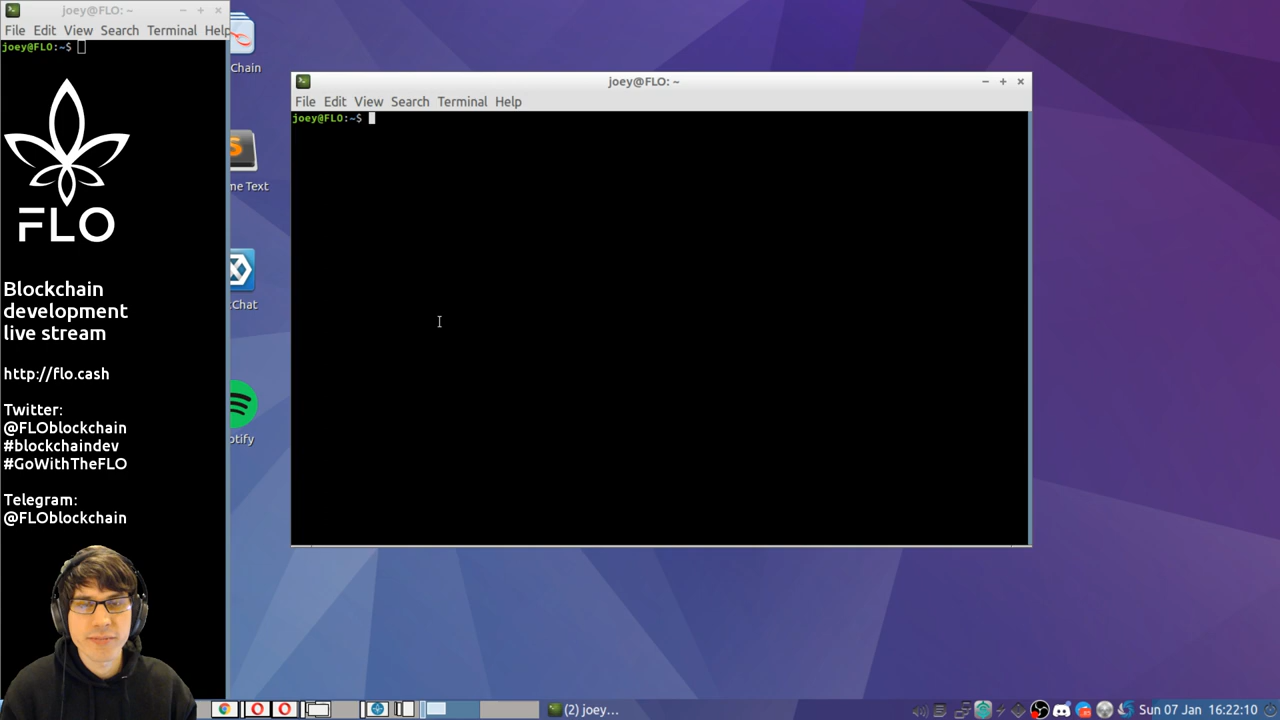 joey@FLO: ~
File Edit View Search Terminal Help
joey@FLO:~$
FLO
Blockchain
development
live stream
http://flo.cash
Twitter:
@FLOblockchain
#blockchaindev
#GoWithTheFLO
Telegram:
@FLOblockchain
Chain
me Text
Chat
otify
joey@FLO: ~
File Edit View Search Terminal Help
joey@FLO:~$
(2) joey...
Sun 07 Jan 16:22:10